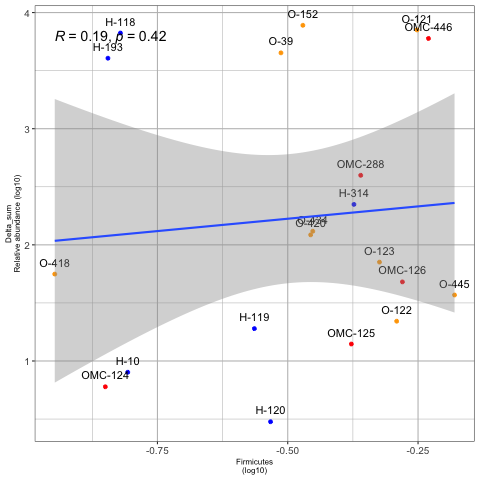 4
3
2
1
Delta_sum
Relative abundance (log10)
O-152
H-118
O-121
OMC-446
R = 0.19, p = 0.42
O-39
H-193
OMC-288
H-314
O-420
O-123
O-418
OMC-126
O-445
H-119
O-122
OMC-125
H-10
OMC-124
H-120
-0.75
-0.50
-0.25
Firmicutes
(log10)